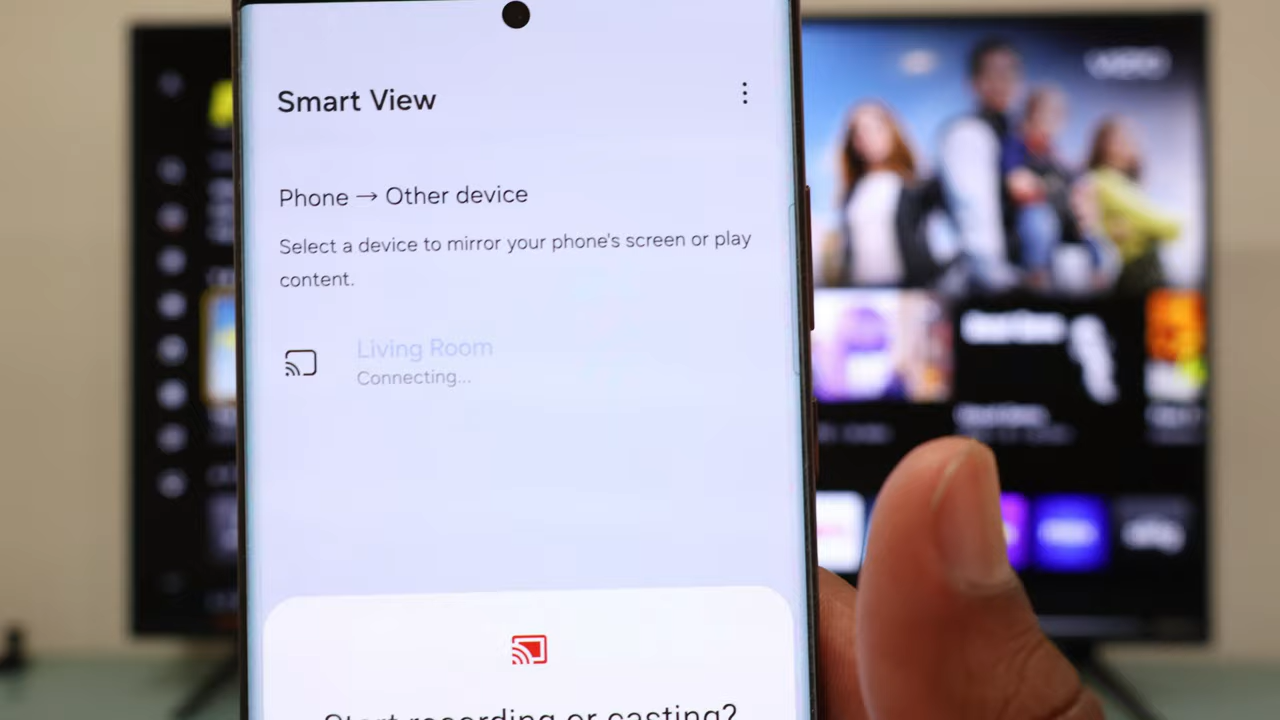 Smart View
Phone → Other device
Select a device to mirror your phone's screen or play
content.
Living Room
Connecting...
Start recording or casting?
VIZIO